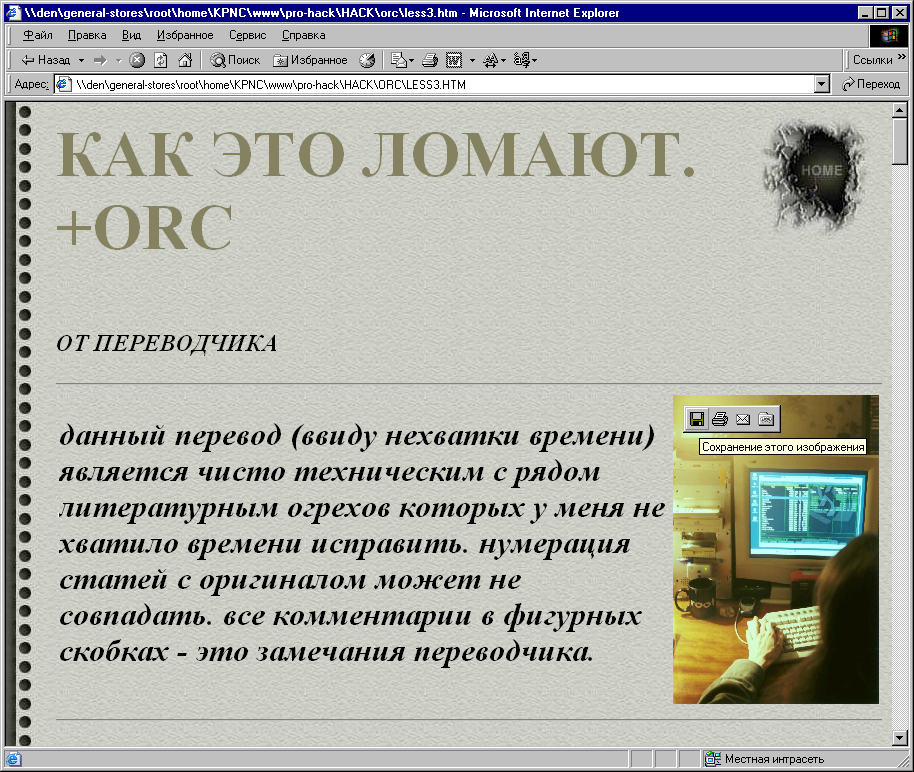 \\den\general-stores\root\home\KPNC\www\pro-hack\HACK\orc\less3.htm - Microsoft Internet Explorer
Файл Правка Вид Избранное Сервис Справка
Назад Поиск Избранное Ссылки »
Адрес: \\den\general-stores\root\home\KPNC\www\pro-hack\HACK\ORC\LESS3.HTM Переход
КАК ЭТО ЛОМАЮТ.
+ORC
HOME
ОТ ПЕРЕВОДЧИКА
данный перевод (ввиду нехватки времени)
является чисто техническим с рядом
литературным огрехов которых у меня не
хватило времени исправить. нумерация
статей с оригиналом может не
совпадать. все комментарии в фигурных
скобках - это замечания переводчика.
Сохранение этого изображения
Местная интрасеть